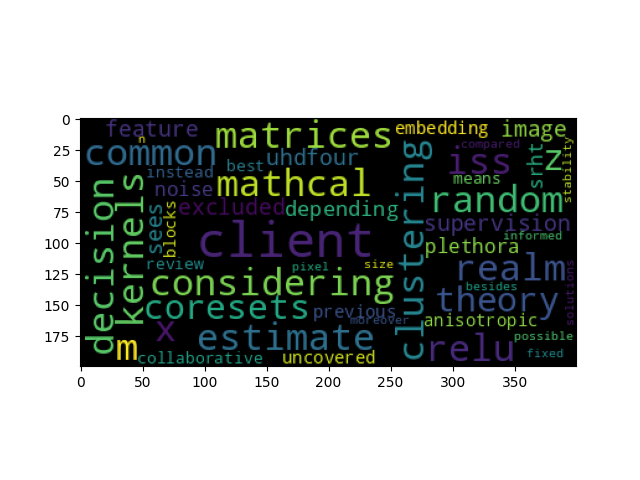 0
25
50
75
100
125
150
175
0 50 100 150 200 250 300 350
feature
n
matrices
embedding
image
common
instead
best
uhdfour
compared
iss
z
srht
stability
noise
mathcal
means
random
excluded
depending
decision
kernels
sees
blocks
client
clustering
supervision
informed
plethora
review
pixel
size
realm
besides
considering
coresets
previous
moreover
theory
solutions
anisotropic
x
estimate
m
collaborative
uncovered
relu
possible
fixed